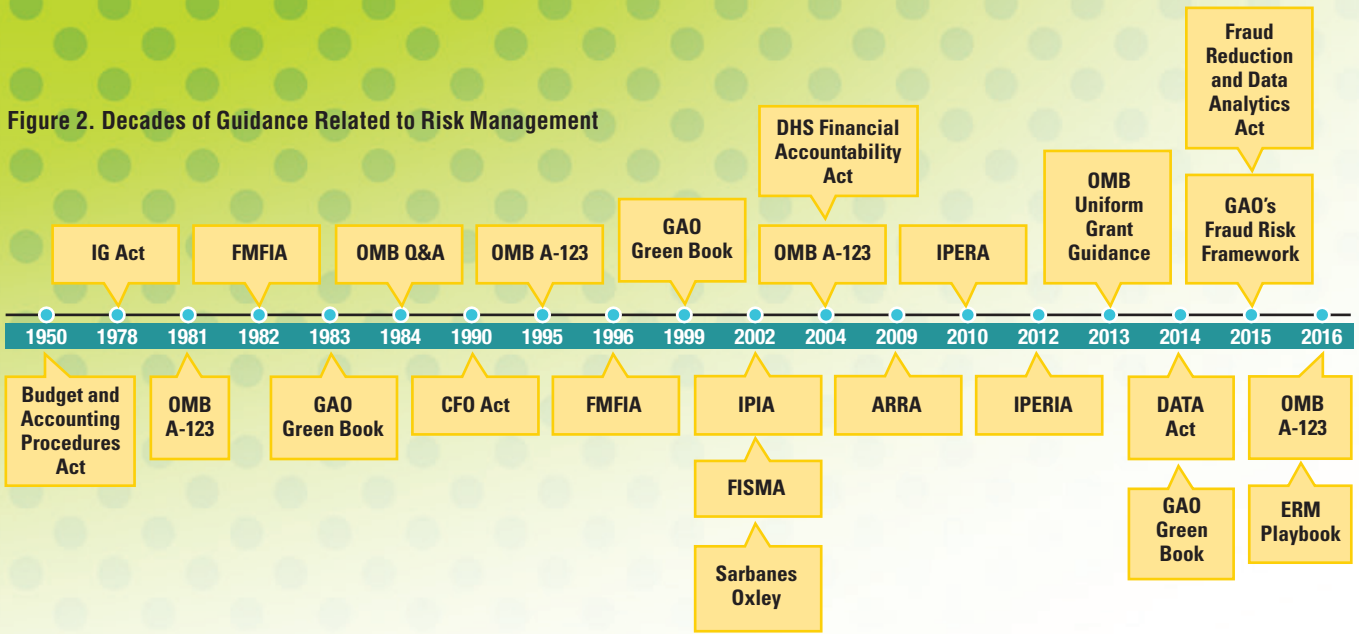 Fraud
Reduction
and Data
Analytics
Act
Figure 2. Decades of Guidance Related to Risk Management
DHS Financial
Accountability
Act
OMB
Uniform
Grant
Guidance
GAO's
Fraud Risk
Framework
IG Act
FMFIA
OMB Q&A
OMB A-123
GAO
Green Book
OMB A-123
IPERA
1950 1978 1981 1982 1983 1984 1990 1995 1996 1999 2002 2004 2009 2010 2012 2013 2014 2015 2016
Budget and
Accounting
Procedures
Act
OMB
A-123
GAO
Green Book
CFO Act
FMFIA
IPIA
FISMA
Sarbanes
Oxley
ARRA
IPERIA
DATA
Act
GAO
Green
Book
OMB
A-123
ERM
Playbook